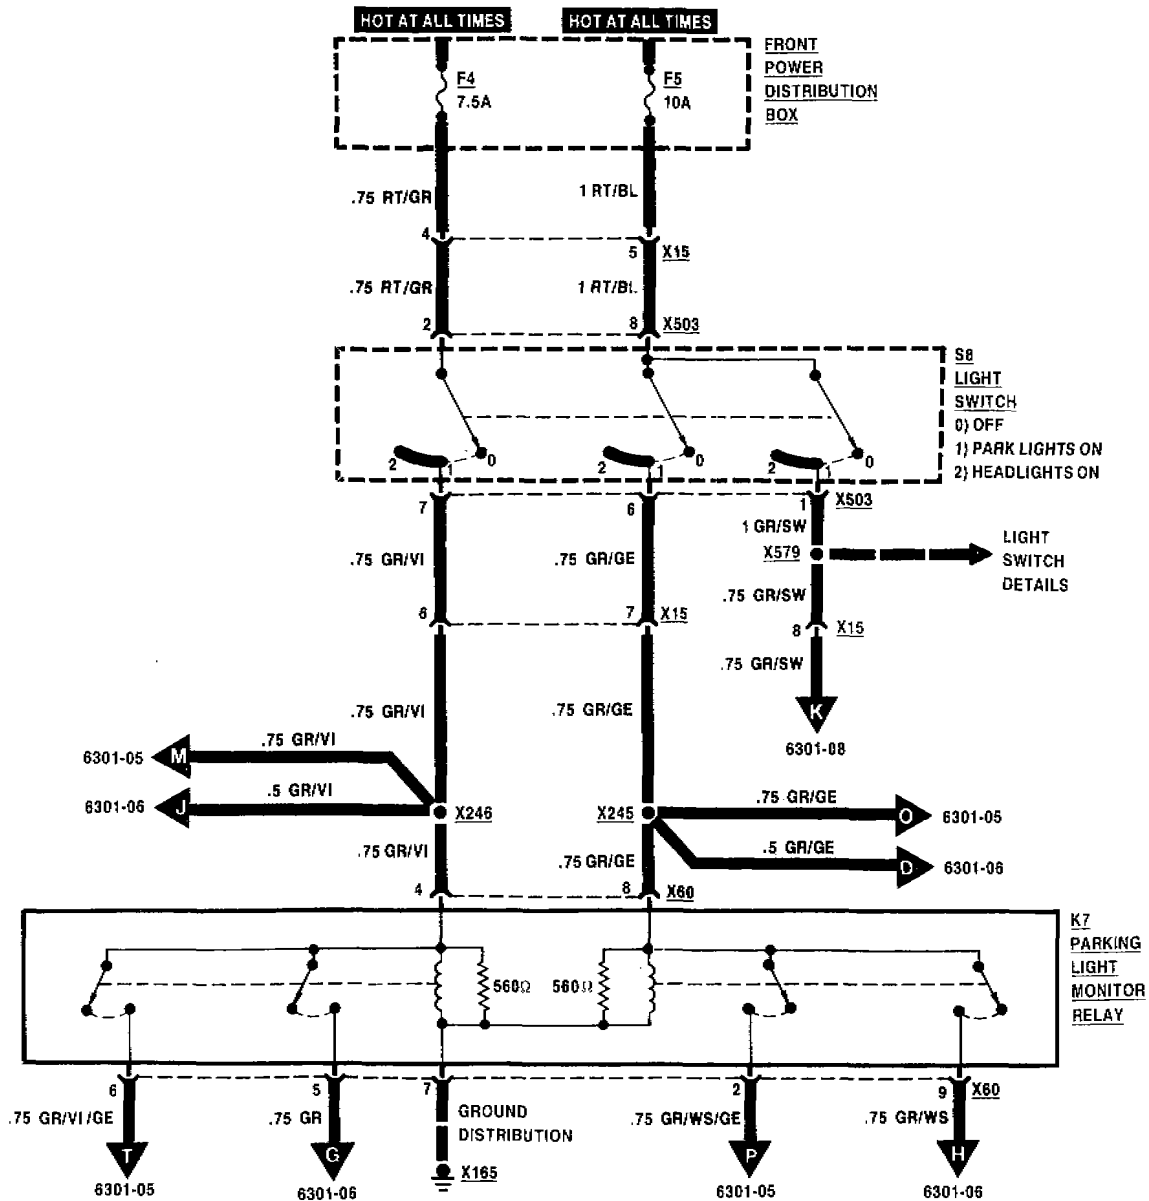 HOT AT ALL TIMES
HOT AT ALL TIMES
FRONT
POWER
DISTRIBUTION
BOX
F4
7.5A
F5
10A
.75 RT/GR
1 RT/BL
4
5
X15
.75 RT/GR
1 RT/BL
2
8
X503
S8
LIGHT
SWITCH
0) OFF
1) PARK LIGHTS ON
2) HEADLIGHTS ON
2
1
0
2
1
0
2
1
0
7
6
1
X503
1 GR/SW
X579
LIGHT
SWITCH
DETAILS
.75 GR/VI
.75 GR/GE
.75 GR/SW
6
7
X15
8
X15
.75 GR/SW
.75 GR/VI
.75 GR/GE
K
6301-08
.75 GR/VI
6301-05
M
.5 GR/VI
6301-06
J
X246
X245
.75 GR/GE
O
6301-05
.5 GR/GE
D
6301-06
.75 GR/VI
.75 GR/GE
4
8
X60
K7
PARKING
LIGHT
MONITOR
RELAY
560Ω
560Ω
6
5
7
2
9
X60
.75 GR/VI/GE
.75 GR
GROUND
DISTRIBUTION
.75 GR/WS/GE
.75 GR/WS
T
G
X165
P
H
6301-05
6301-06
6301-05
6301-06